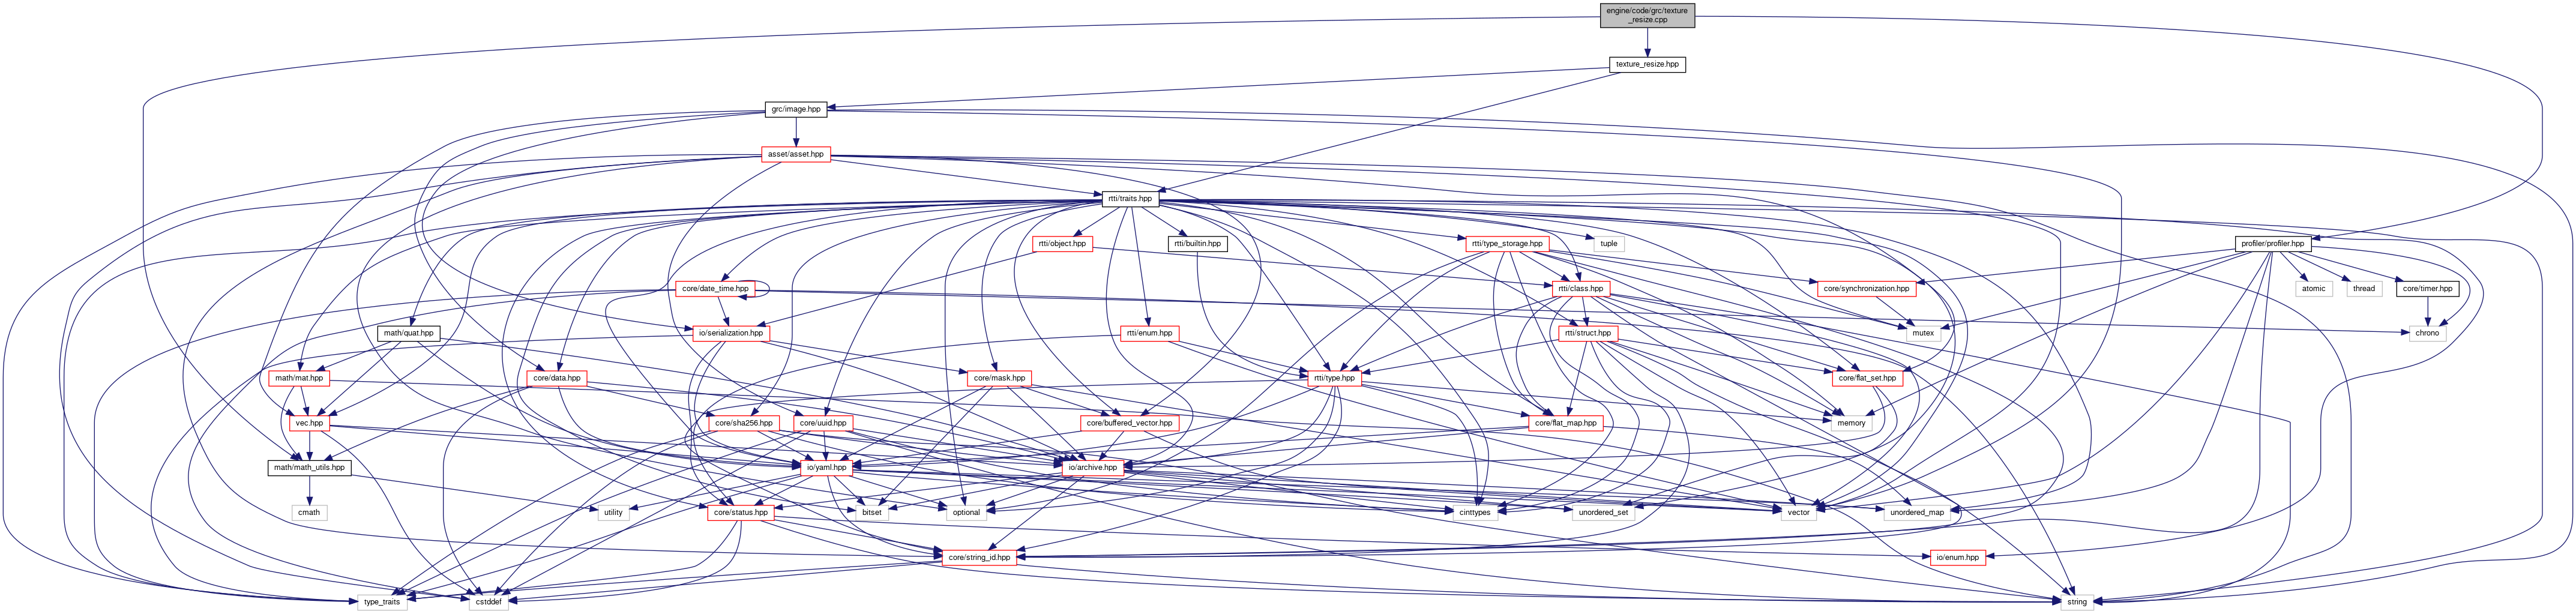 engine/code/grc/texture
_resize.cpp
texture_resize.hpp
grc/image.hpp
asset/asset.hpp
rtti/traits.hpp
rtti/object.hpp
rtti/builtin.hpp
rtti/type_storage.hpp
tuple
profiler/profiler.hpp
core/date_time.hpp
rtti/class.hpp
core/synchronization.hpp
atomic
thread
core/timer.hpp
math/quat.hpp
io/serialization.hpp
rtti/enum.hpp
rtti/struct.hpp
mutex
chrono
math/mat.hpp
core/data.hpp
core/mask.hpp
rtti/type.hpp
core/flat_set.hpp
vec.hpp
core/sha256.hpp
core/uuid.hpp
core/buffered_vector.hpp
core/flat_map.hpp
memory
math/math_utils.hpp
io/yaml.hpp
io/archive.hpp
cmath
utility
core/status.hpp
bitset
optional
unordered_set
cinttypes
vector
unordered_map
core/string_id.hpp
io/enum.hpp
type_traits
cstddef
string